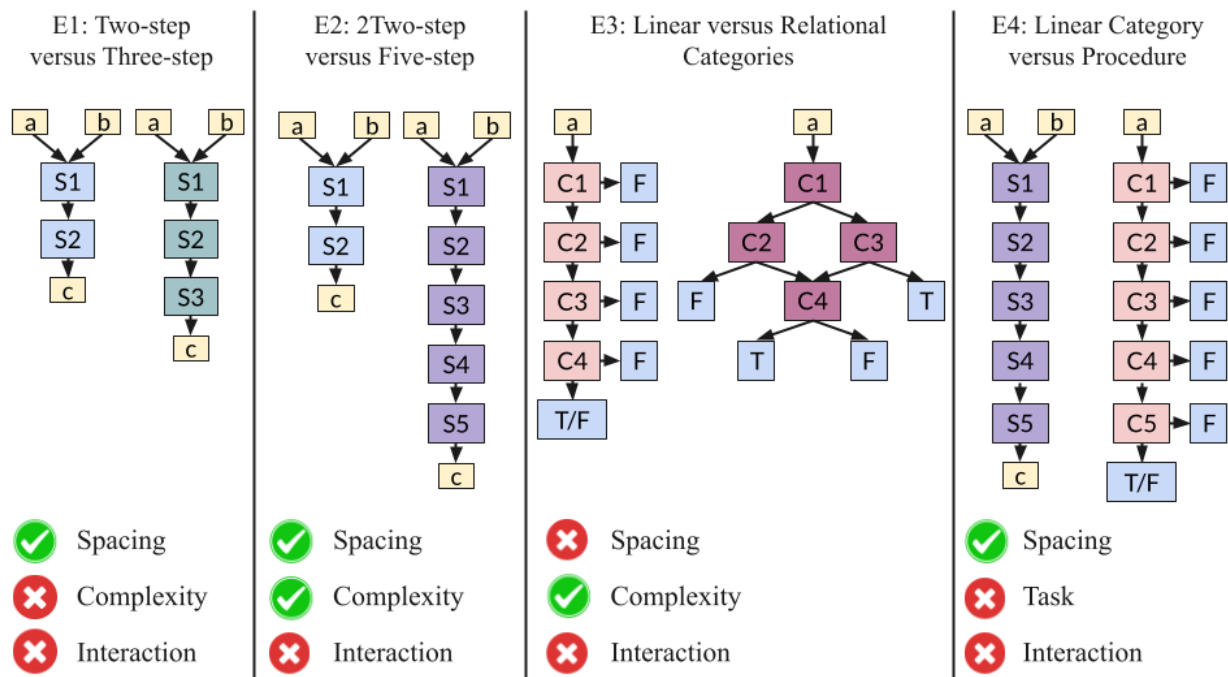 E1: Two-step
versus Three-step
a b a b
S1 S1
S2 S2
c S3
c
Spacing
Complexity
Interaction
E2: 2Two-step
versus Five-step
a b a b
S1 S1
S2 S2
c S3
S4
S5
c
Spacing
Complexity
Interaction
E3: Linear versus Relational
Categories
a a
C1 F C1
C2 F C2 C3
C3 F F C4 T
C4 F T F
T/F
Spacing
Complexity
Interaction
E4: Linear Category
versus Procedure
a b a
S1 C1 F
S2 C2 F
S3 C3 F
S4 C4 F
S5 C5 F
c T/F
Spacing
Task
Interaction